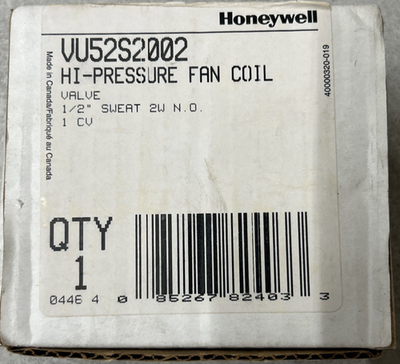 Honeywell
VU52S2002
HI-PRESSURE FAN COIL
VALVE
1/2" SWEAT 2W N.O.
1 CV
Made in Canada/Fabriqué au Canada
40000320-019
QTY
1
044E 4 0 85267 82403 3